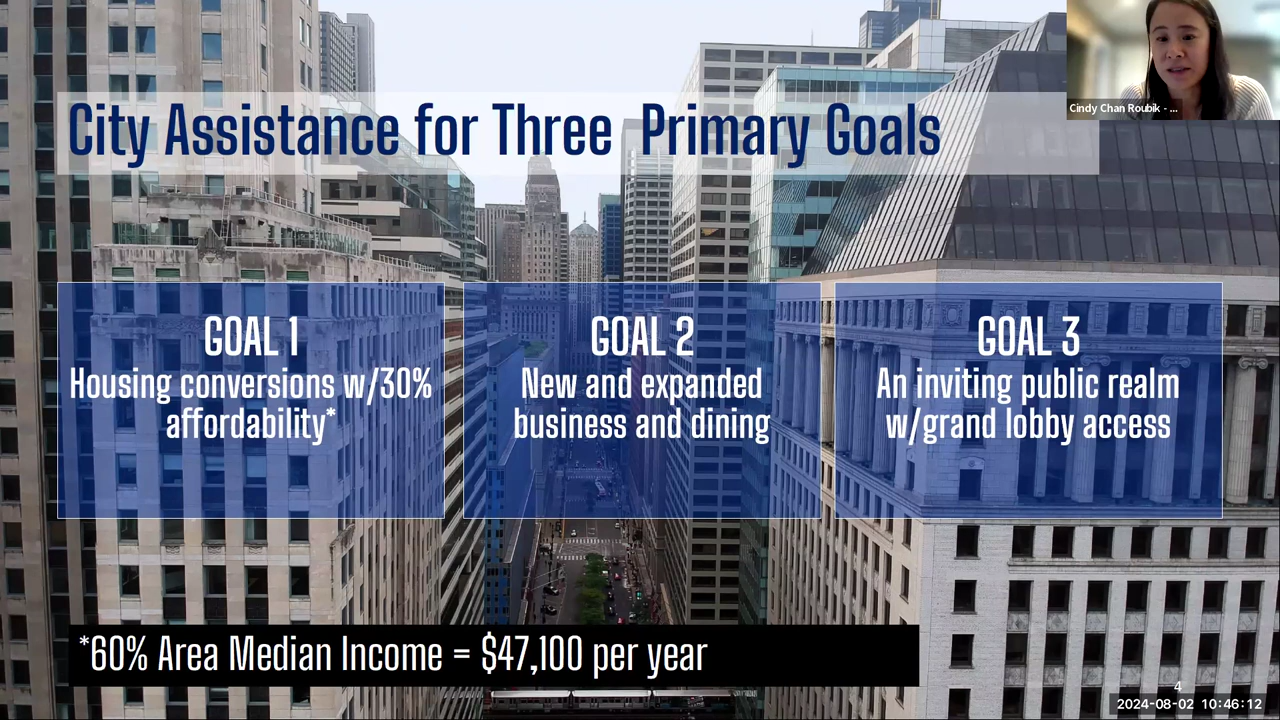 City Assistance for Three Primary Goals
Cindy Chan Roubik - ...
GOAL 1
Housing conversions w/30%
affordability*
GOAL 2
New and expanded
business and dining
GOAL 3
An inviting public realm
w/grand lobby access
*60% Area Median Income = $47,100 per year
4
2024-08-02 10:46:12